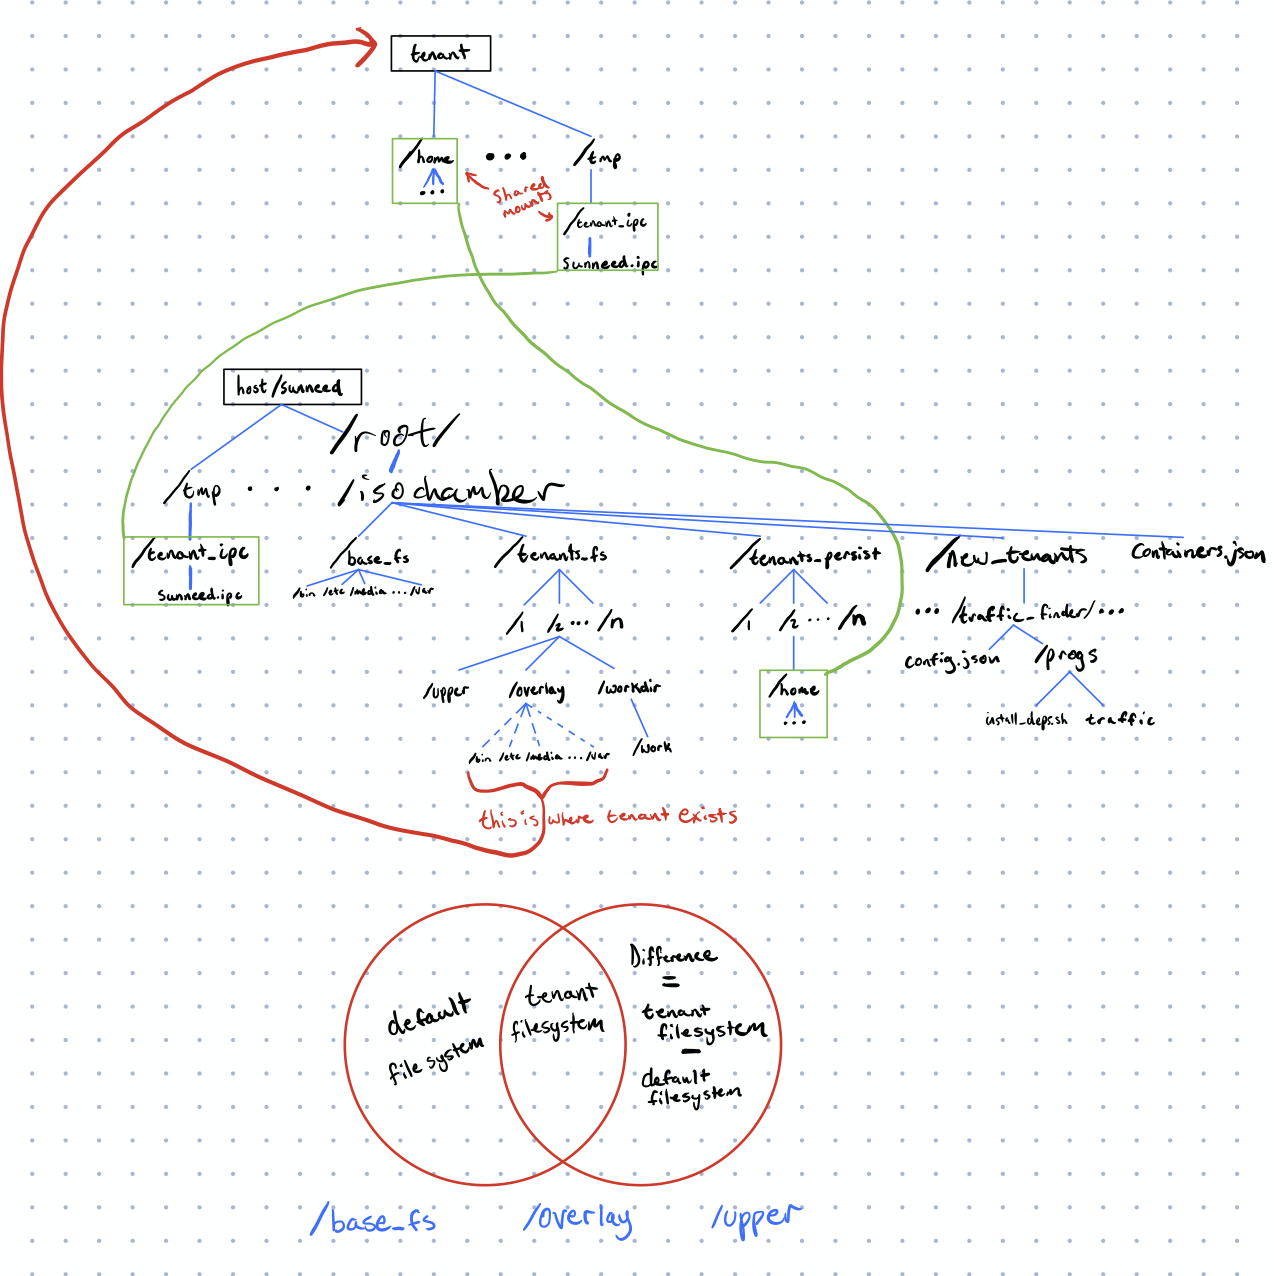 tenant
/home ... /tmp
...
Shared
mounts
/tenant_ipc
sunneed.ipc
host/sunneed
/root/
/tmp ... /isochamber
/tenant_ipc
sunneed.ipc
/base_fs
/bin /etc /media ... /var
/tenants_fs
/1 /2 ... /n
/upper /overlay /workdir
/work
/bin /etc /media ... /var
this is where tenant exists
/tenants_persist
/1 /2 ... /n
/home
...
/new_tenants
... /traffic_finder/ ...
config.json /progs
install_deps.sh traffic
Containers.json
default
file system
tenant
filesystem
Difference
=
tenant
filesystem
-
default
filesystem
/base_fs /overlay /upper